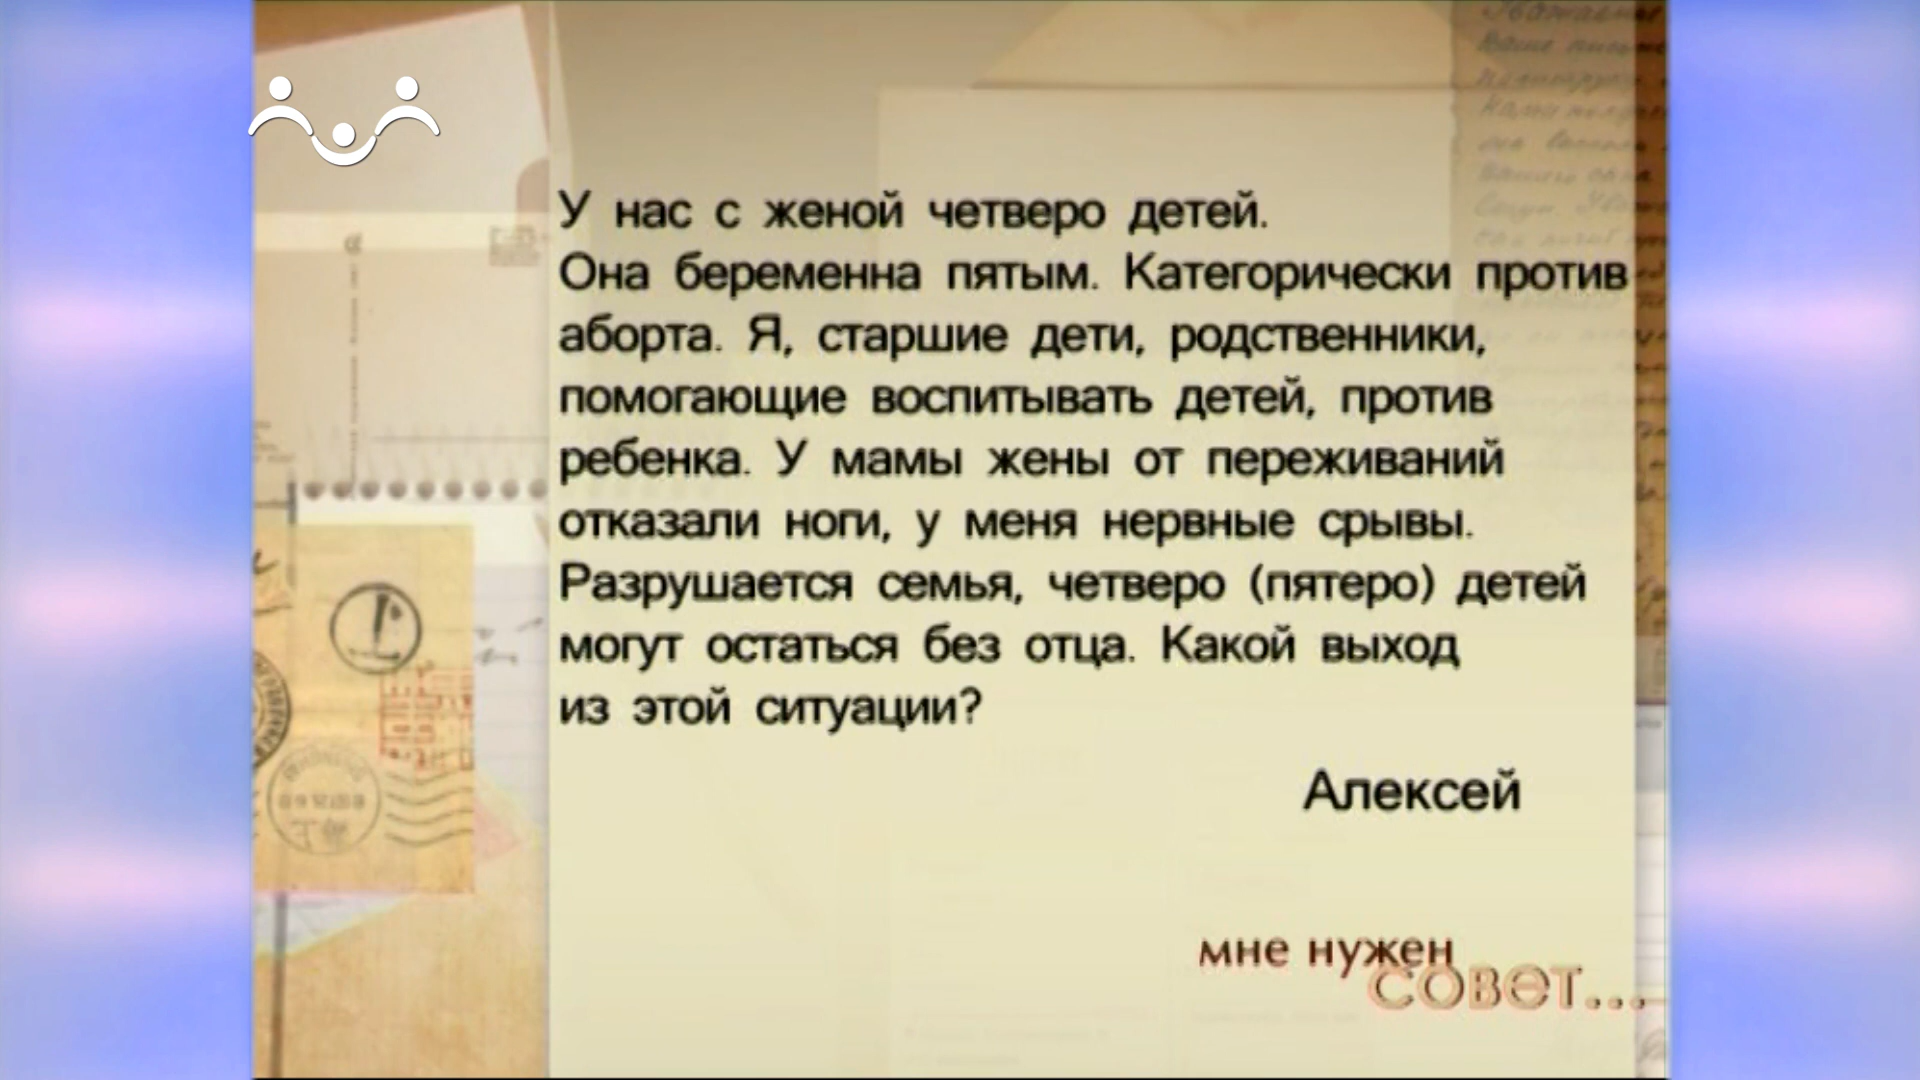 У нас с женой четверо детей.
Она беременна пятым. Категорически против
аборта. Я, старшие дети, родственники,
помогающие воспитывать детей, против
ребенка. У мамы жены от переживаний
отказали ноги, у меня нервные срывы.
Разрушается семья, четверо (пятеро) детей
могут остаться без отца. Какой выход
из этой ситуации?
Алексей
мне нужен
совет...